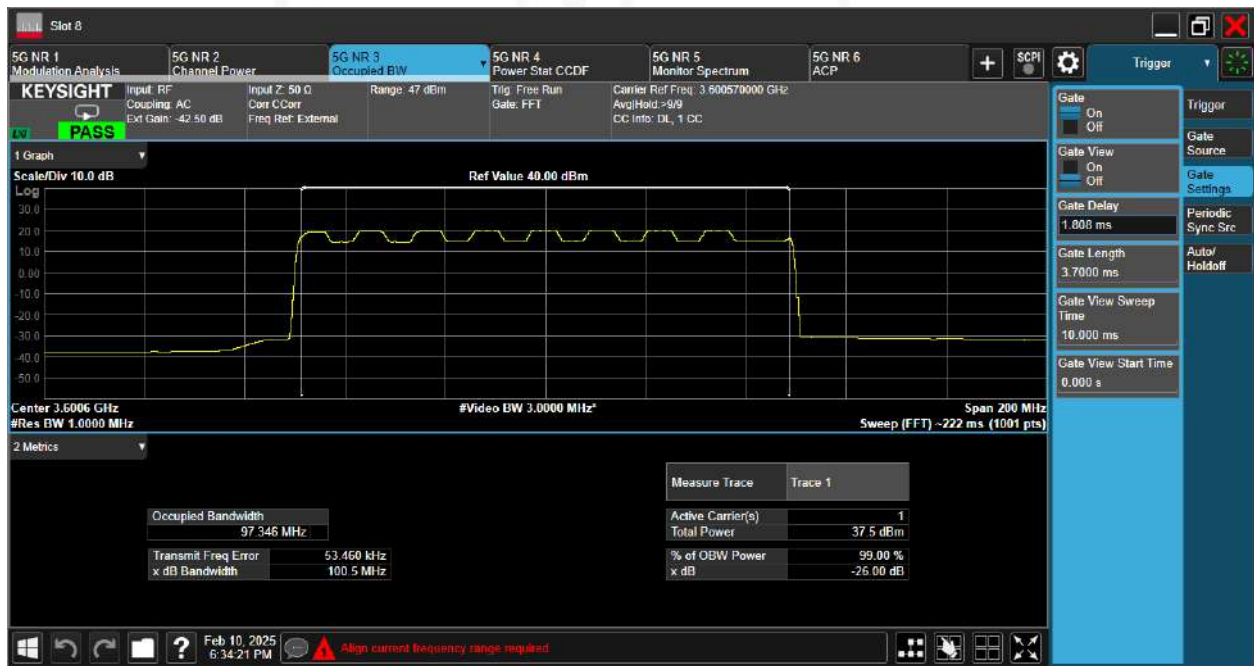 Slot 8
5G NR 1
Modulation Analysis
5G NR 2
Channel Power
5G NR 3
Occupied BW
5G NR 4
Power Stat CCDF
5G NR 5
Monitor Spectrum
5G NR 6
ACP
SCPI
Trigger
KEYSIGHT
LXI
PASS
Input: RF
Coupling: AC
Ext Gain: -42.50 dB
Input Z: 50 Ω
Corr CCorr
Freq Ref: External
Range: 47 dBm
Trig: Free Run
Gate: FFT
Carrier Ref Freq: 3.600570000 GHz
Avg|Hold:>9/9
CC Info: DL, 1 CC
1 Graph
Scale/Div 10.0 dB
Ref Value 40.00 dBm
Log
30.0
20.0
10.0
0.00
-10.0
-20.0
-30.0
-40.0
-50.0
Center 3.6006 GHz
#Video BW 3.0000 MHz*
Span 200 MHz
#Res BW 1.0000 MHz
Sweep (FFT) ~222 ms (1001 pts)
2 Metrics
Measure Trace Trace 1
Occupied Bandwidth
97.346 MHz
Active Carrier(s) 1
Total Power 37.5 dBm
Transmit Freq Error 53.460 kHz
x dB Bandwidth 100.5 MHz
% of OBW Power 99.00 %
x dB -26.00 dB
Gate
On
Off
Gate View
On
Off
Gate Delay
1.808 ms
Gate Length
3.7000 ms
Gate View Sweep
Time
10.000 ms
Gate View Start Time
0.000 s
Trigger
Gate
Source
Gate
Settings
Periodic
Sync Src
Auto/
Holdoff
?
Feb 10, 2025
6:34:21 PM
Align current frequency range required